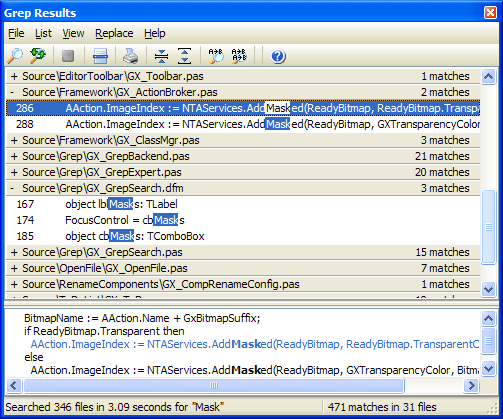 Grep Results
File List View Replace Help
+ Source\EditorToolbar\GX_Toolbar.pas 1 matches
- Source\Framework\GX_ActionBroker.pas 2 matches
286 AAction.ImageIndex := NTAServices.AddMasked(ReadyBitmap, ReadyBitmap.Transp
288 AAction.ImageIndex := NTAServices.AddMasked(ReadyBitmap, GXTransparencyColo
+ Source\Framework\GX_ClassMgr.pas 3 matches
+ Source\Grep\GX_GrepBackend.pas 21 matches
+ Source\Grep\GX_GrepExpert.pas 20 matches
- Source\Grep\GX_GrepSearch.dfm 3 matches
167 object lbMasks: TLabel
174 FocusControl = cbMasks
185 object cbMasks: TComboBox
+ Source\Grep\GX_GrepSearch.pas 15 matches
+ Source\OpenFile\GX_OpenFile.pas 7 matches
+ Source\RenameComponents\GX_CompRenameConfig.pas 1 matches
BitmapName := AAction.Name + GxBitmapSuffix;
if ReadyBitmap.Transparent then
AAction.ImageIndex := NTAServices.AddMasked(ReadyBitmap, ReadyBitmap.TransparentC
else
AAction.ImageIndex := NTAServices.AddMasked(ReadyBitmap, GXTransparencyColor, Bitma
Searched 346 files in 3.09 seconds for "Mask" 471 matches in 31 files